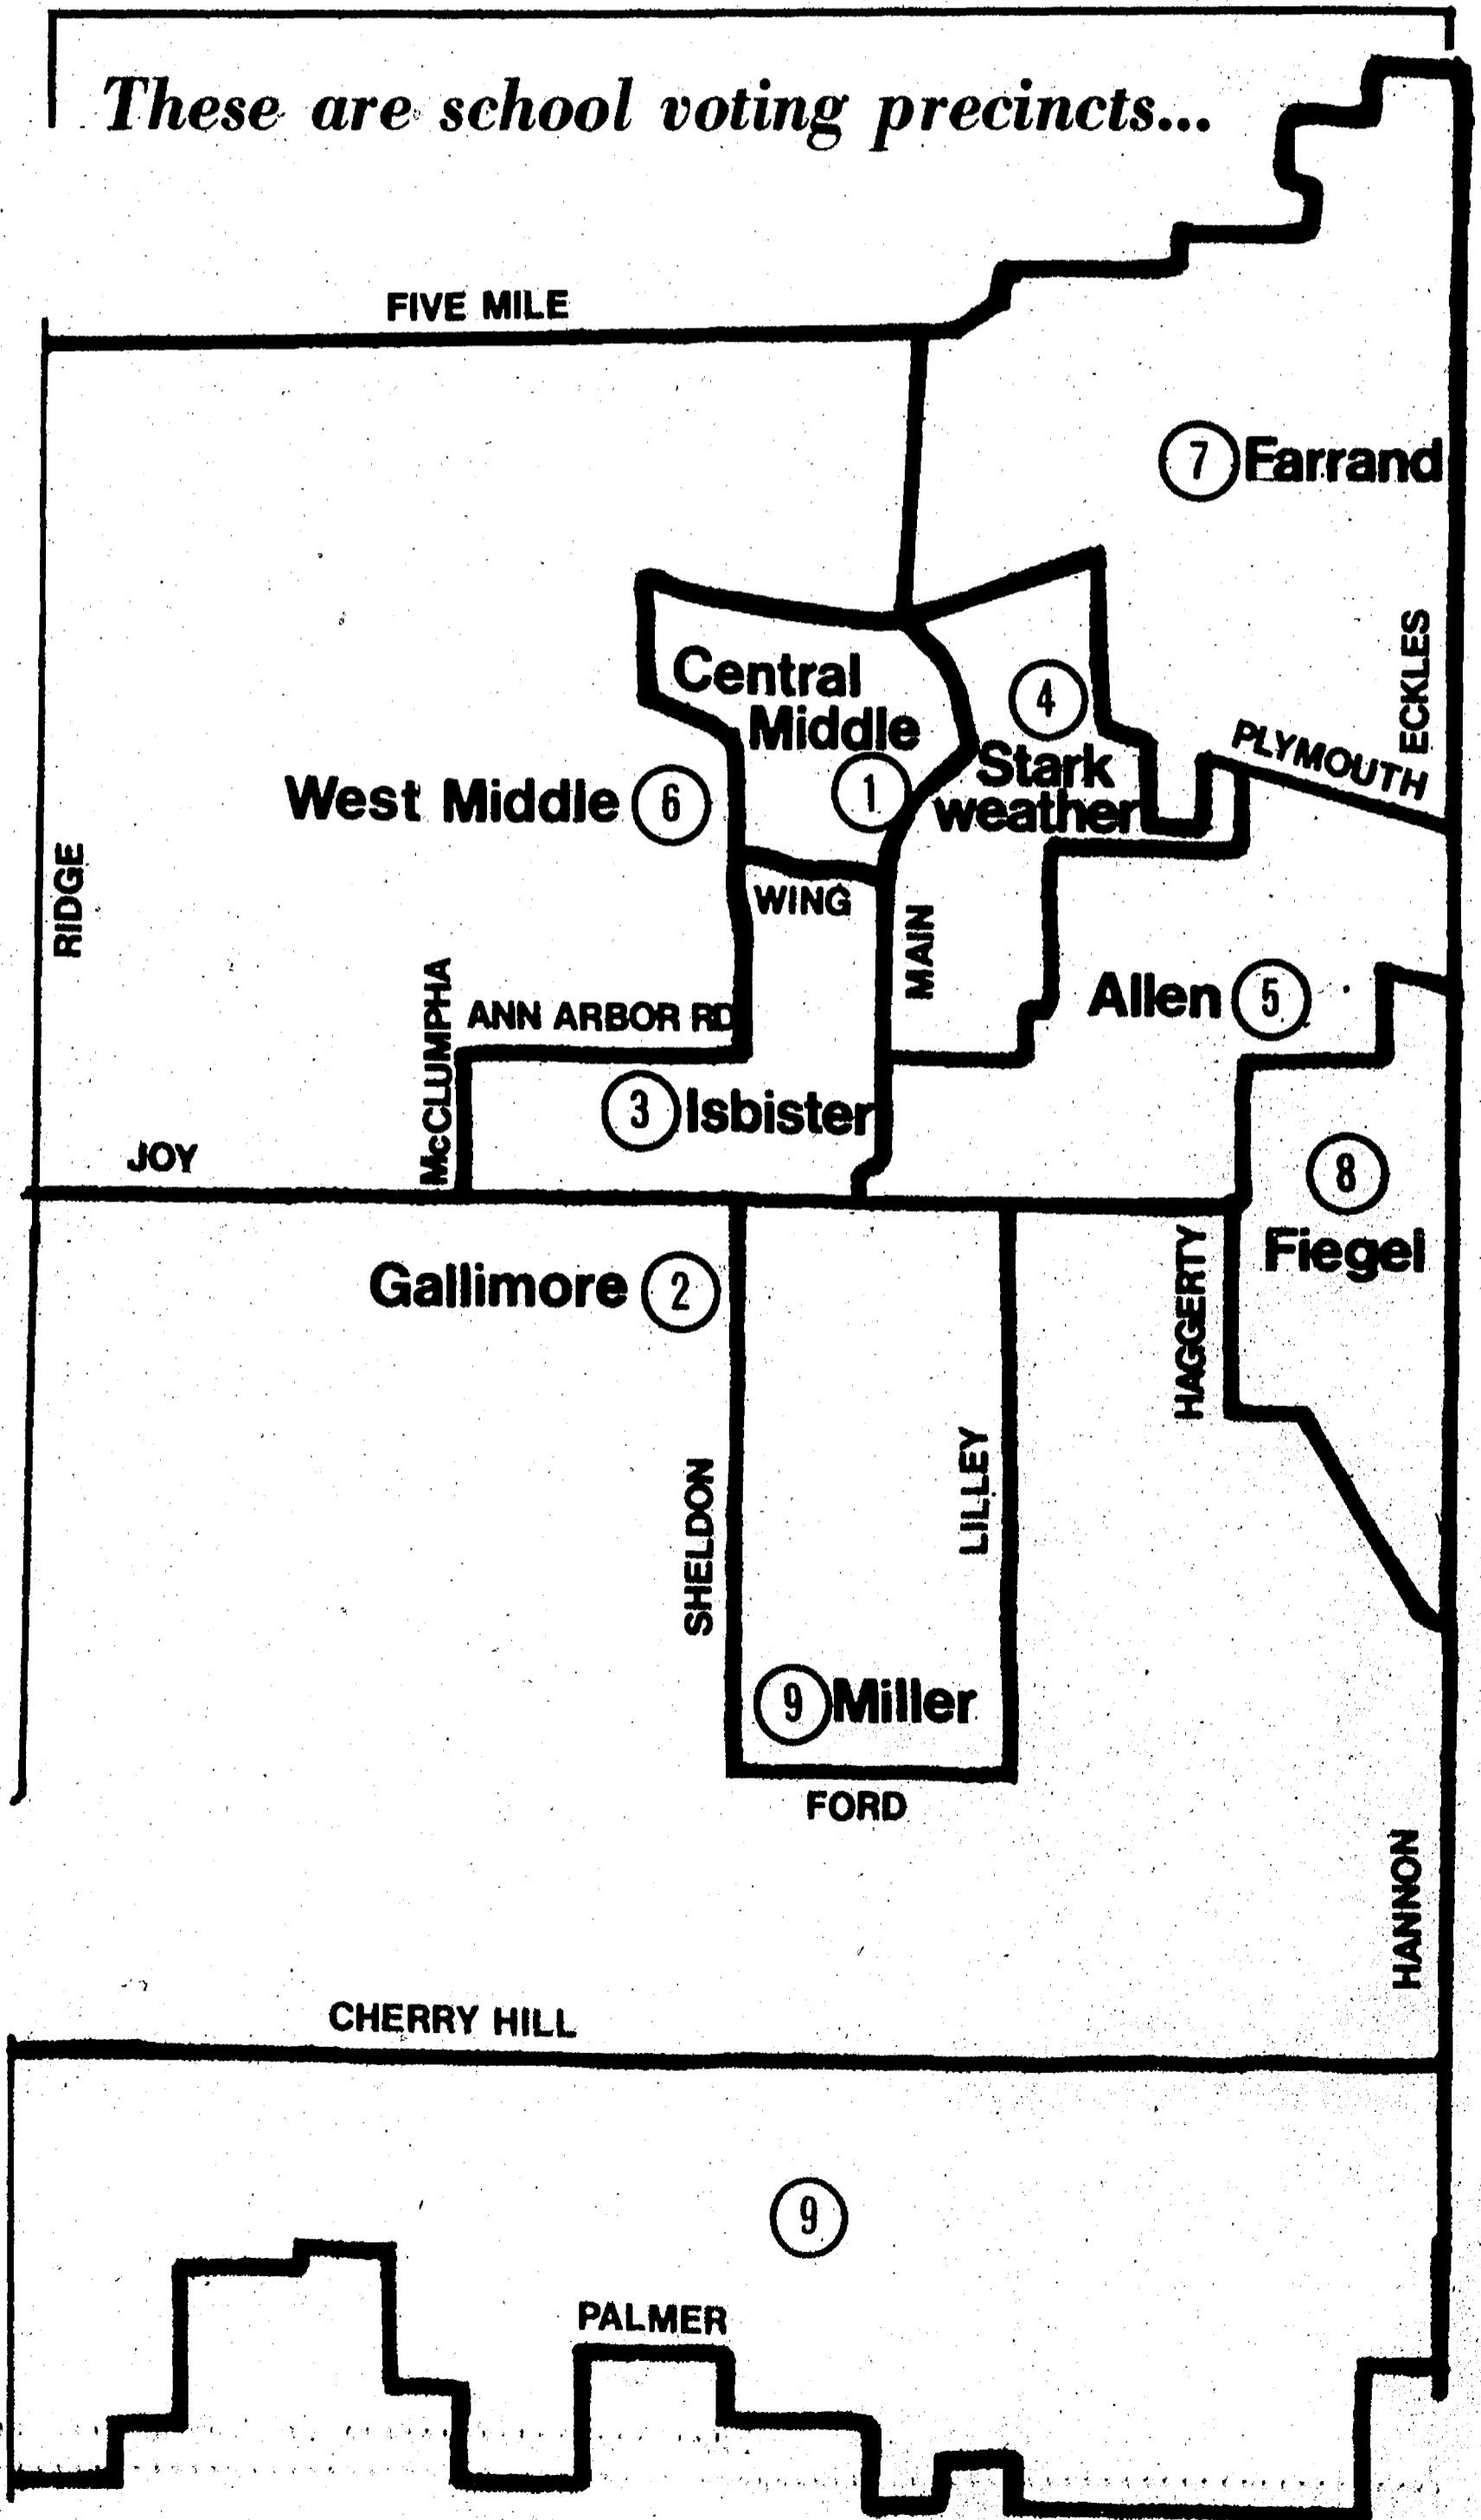 These are school voting precincts...
FIVE MILE
7 Farrand
ECKLES
Central
Middle
1
4
Stark
weather
PLYMOUTH
West Middle 6
RIDGE
WING
MAIN
McCLUMPHA
ANN ARBOR RD
Allen 5
3 Isbister
JOY
8
Fiegel
Gallimore 2
HAGGERTY
SHELDON
LILLEY
9 Miller
FORD
HANNON
CHERRY HILL
9
PALMER